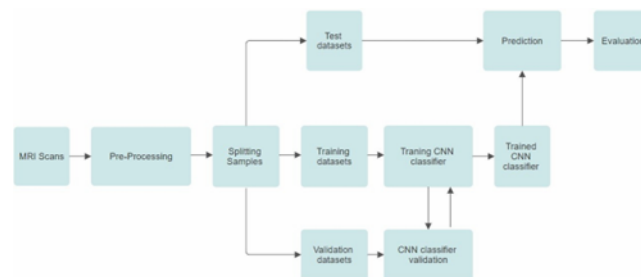 Test
datasets
Prediction
Evaluation
MRI Scans
Pre-Processing
Splitting
Samples
Training
datasets
Traning CNN
classifier
Trained
CNN
classifier
Validation
datasets
CNN classifier
validation